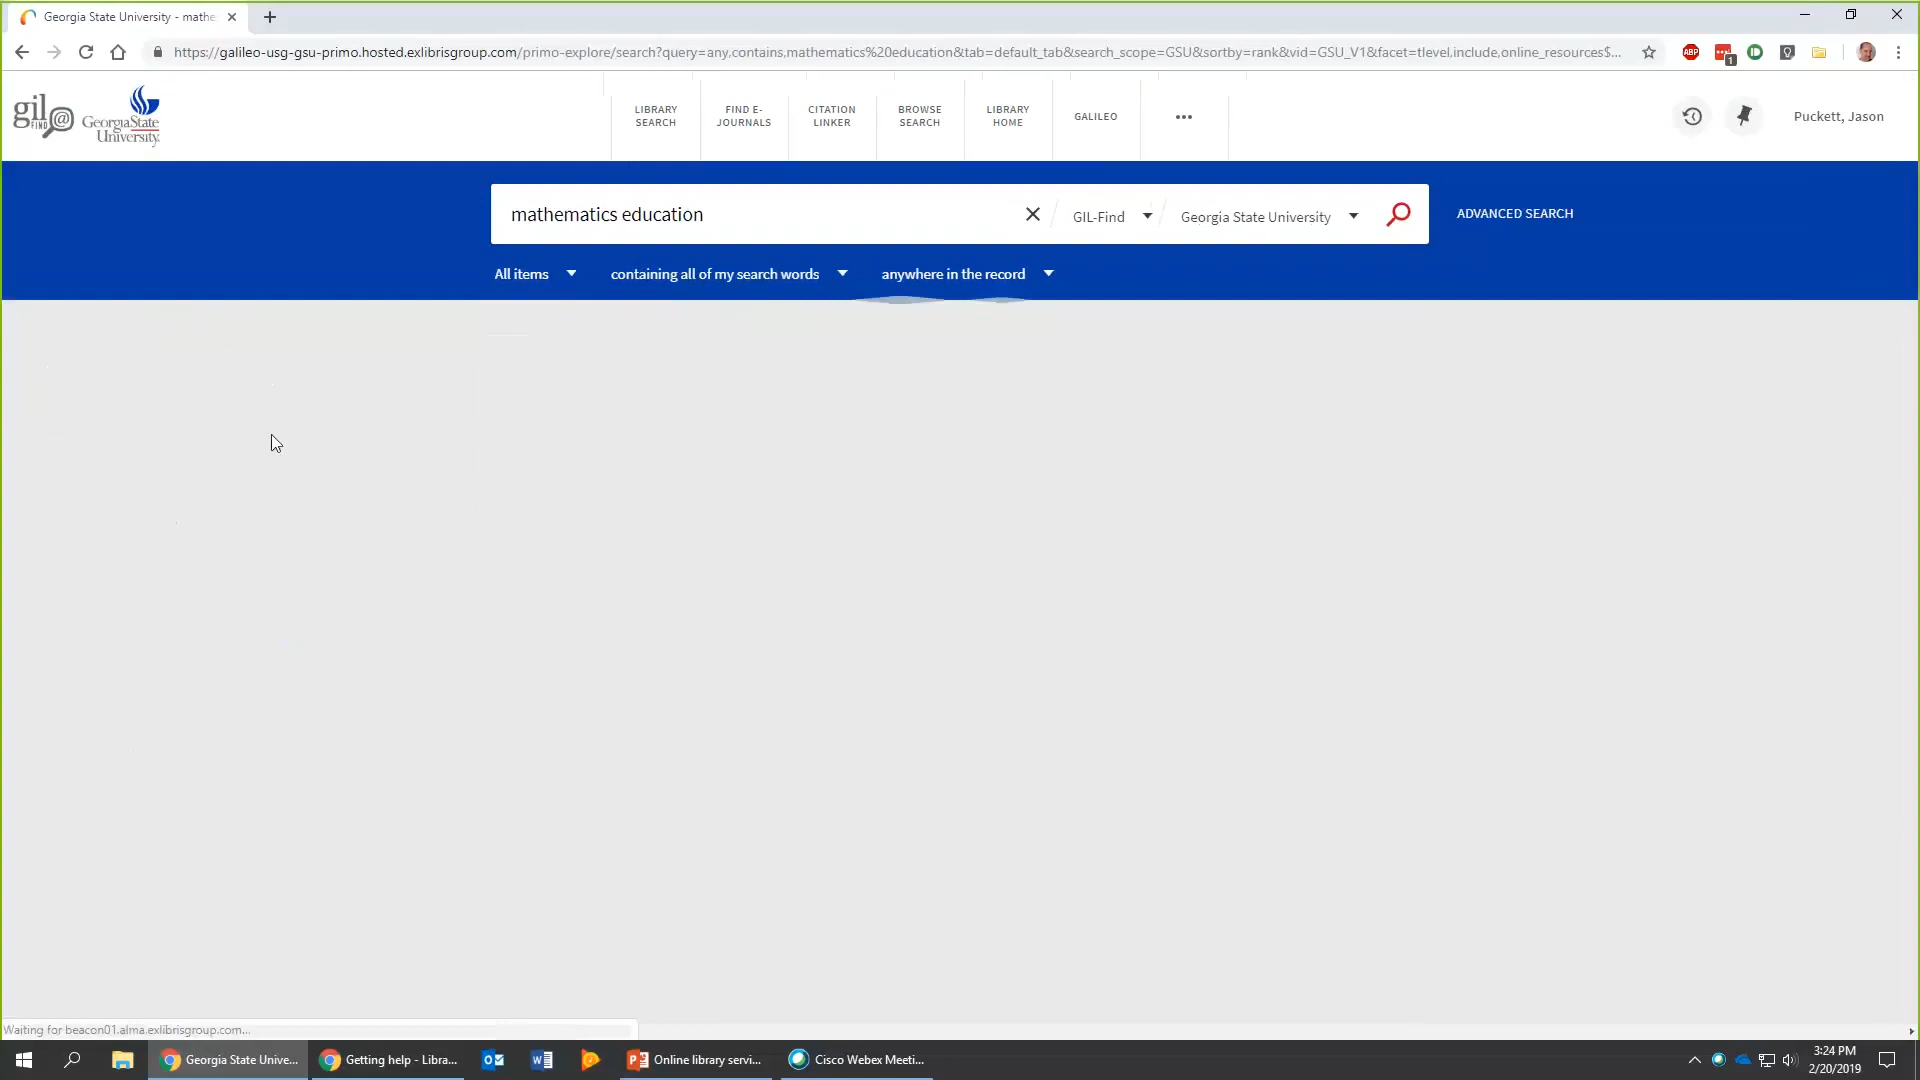 Georgia State University - mathe
https://galileo-usg-gsu-primo.hosted.exlibrisgroup.com/primo-explore/search?query=any,contains,mathematics%20education&tab=default_tab&search_scope=GSU&sortby=rank&vid=GSU_V1&facet=tlevel,include,online_resources$...
ABP
1
gil
FIND @
GeorgiaState
University
LIBRARY SEARCH
FIND E-JOURNALS
CITATION LINKER
BROWSE SEARCH
LIBRARY HOME
GALILEO
Puckett, Jason
mathematics education
GIL-Find
Georgia State University
ADVANCED SEARCH
All items
containing all of my search words
anywhere in the record
Waiting for beacon01.alma.exlibrisgroup.com...
Georgia State Unive...
Getting help - Libra...
Online library servi...
Cisco Webex Meeti...
3:24 PM
2/20/2019